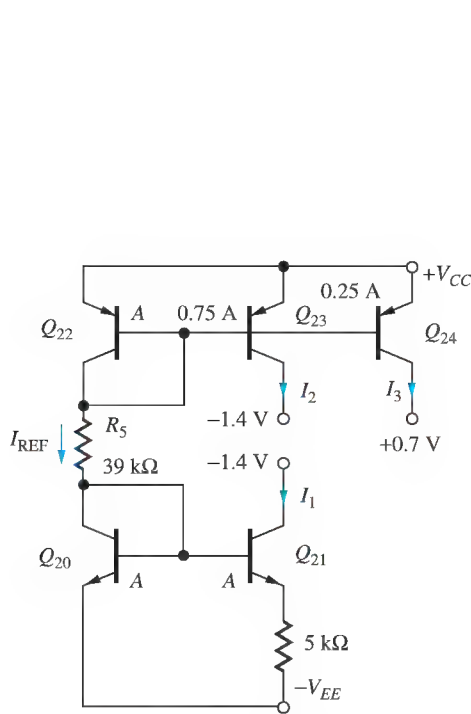 +V_CC
0.25 A
A
0.75 A
Q_23
Q_22
Q_24
I_2
I_3
R_5
−1.4 V
I_REF
+0.7 V
39 kΩ
−1.4 V
I_1
Q_20
Q_21
A
A
5 kΩ
−V_EE